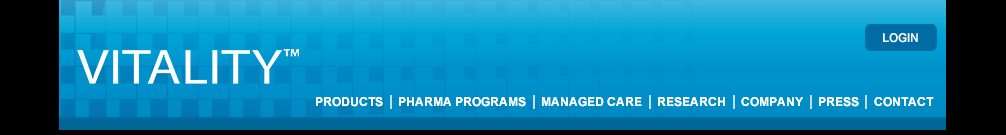 LOGIN
VITALITY™
PRODUCTS | PHARMA PROGRAMS | MANAGED CARE | RESEARCH | COMPANY | PRESS | CONTACT